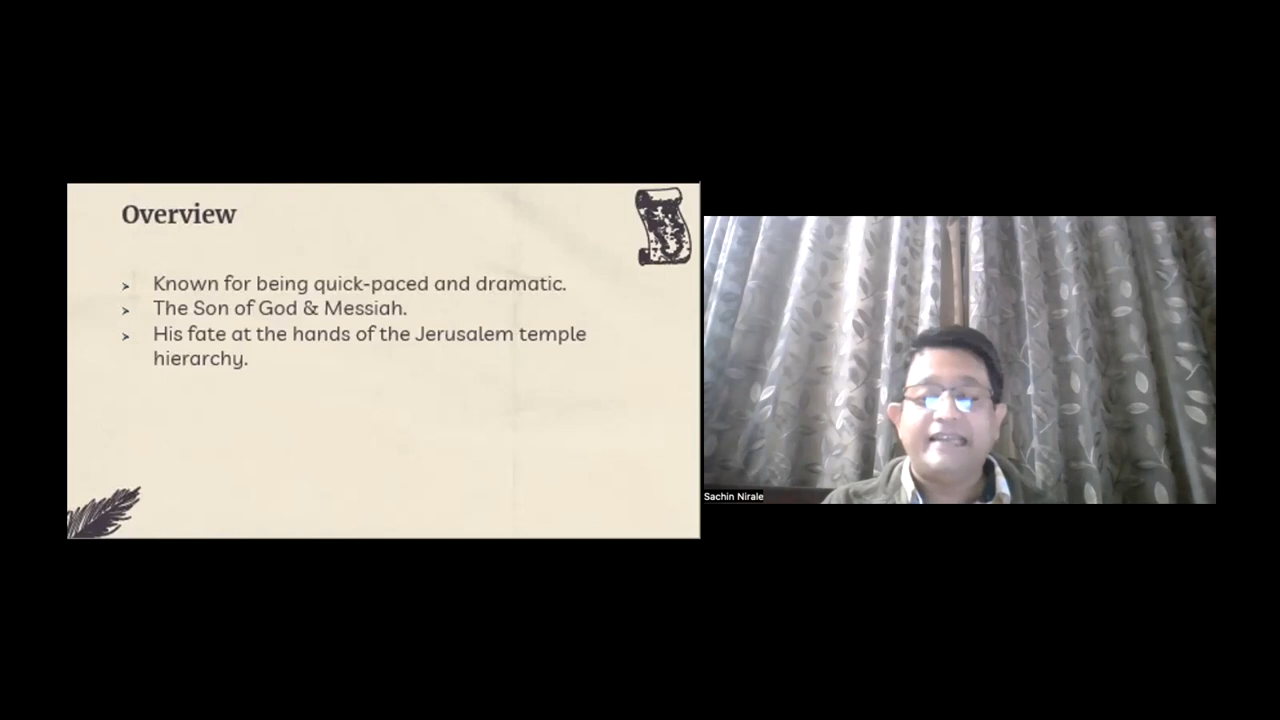 Overview
Known for being quick-paced and dramatic.
The Son of God & Messiah.
His fate at the hands of the Jerusalem temple
hierarchy.
Sachin Nirale